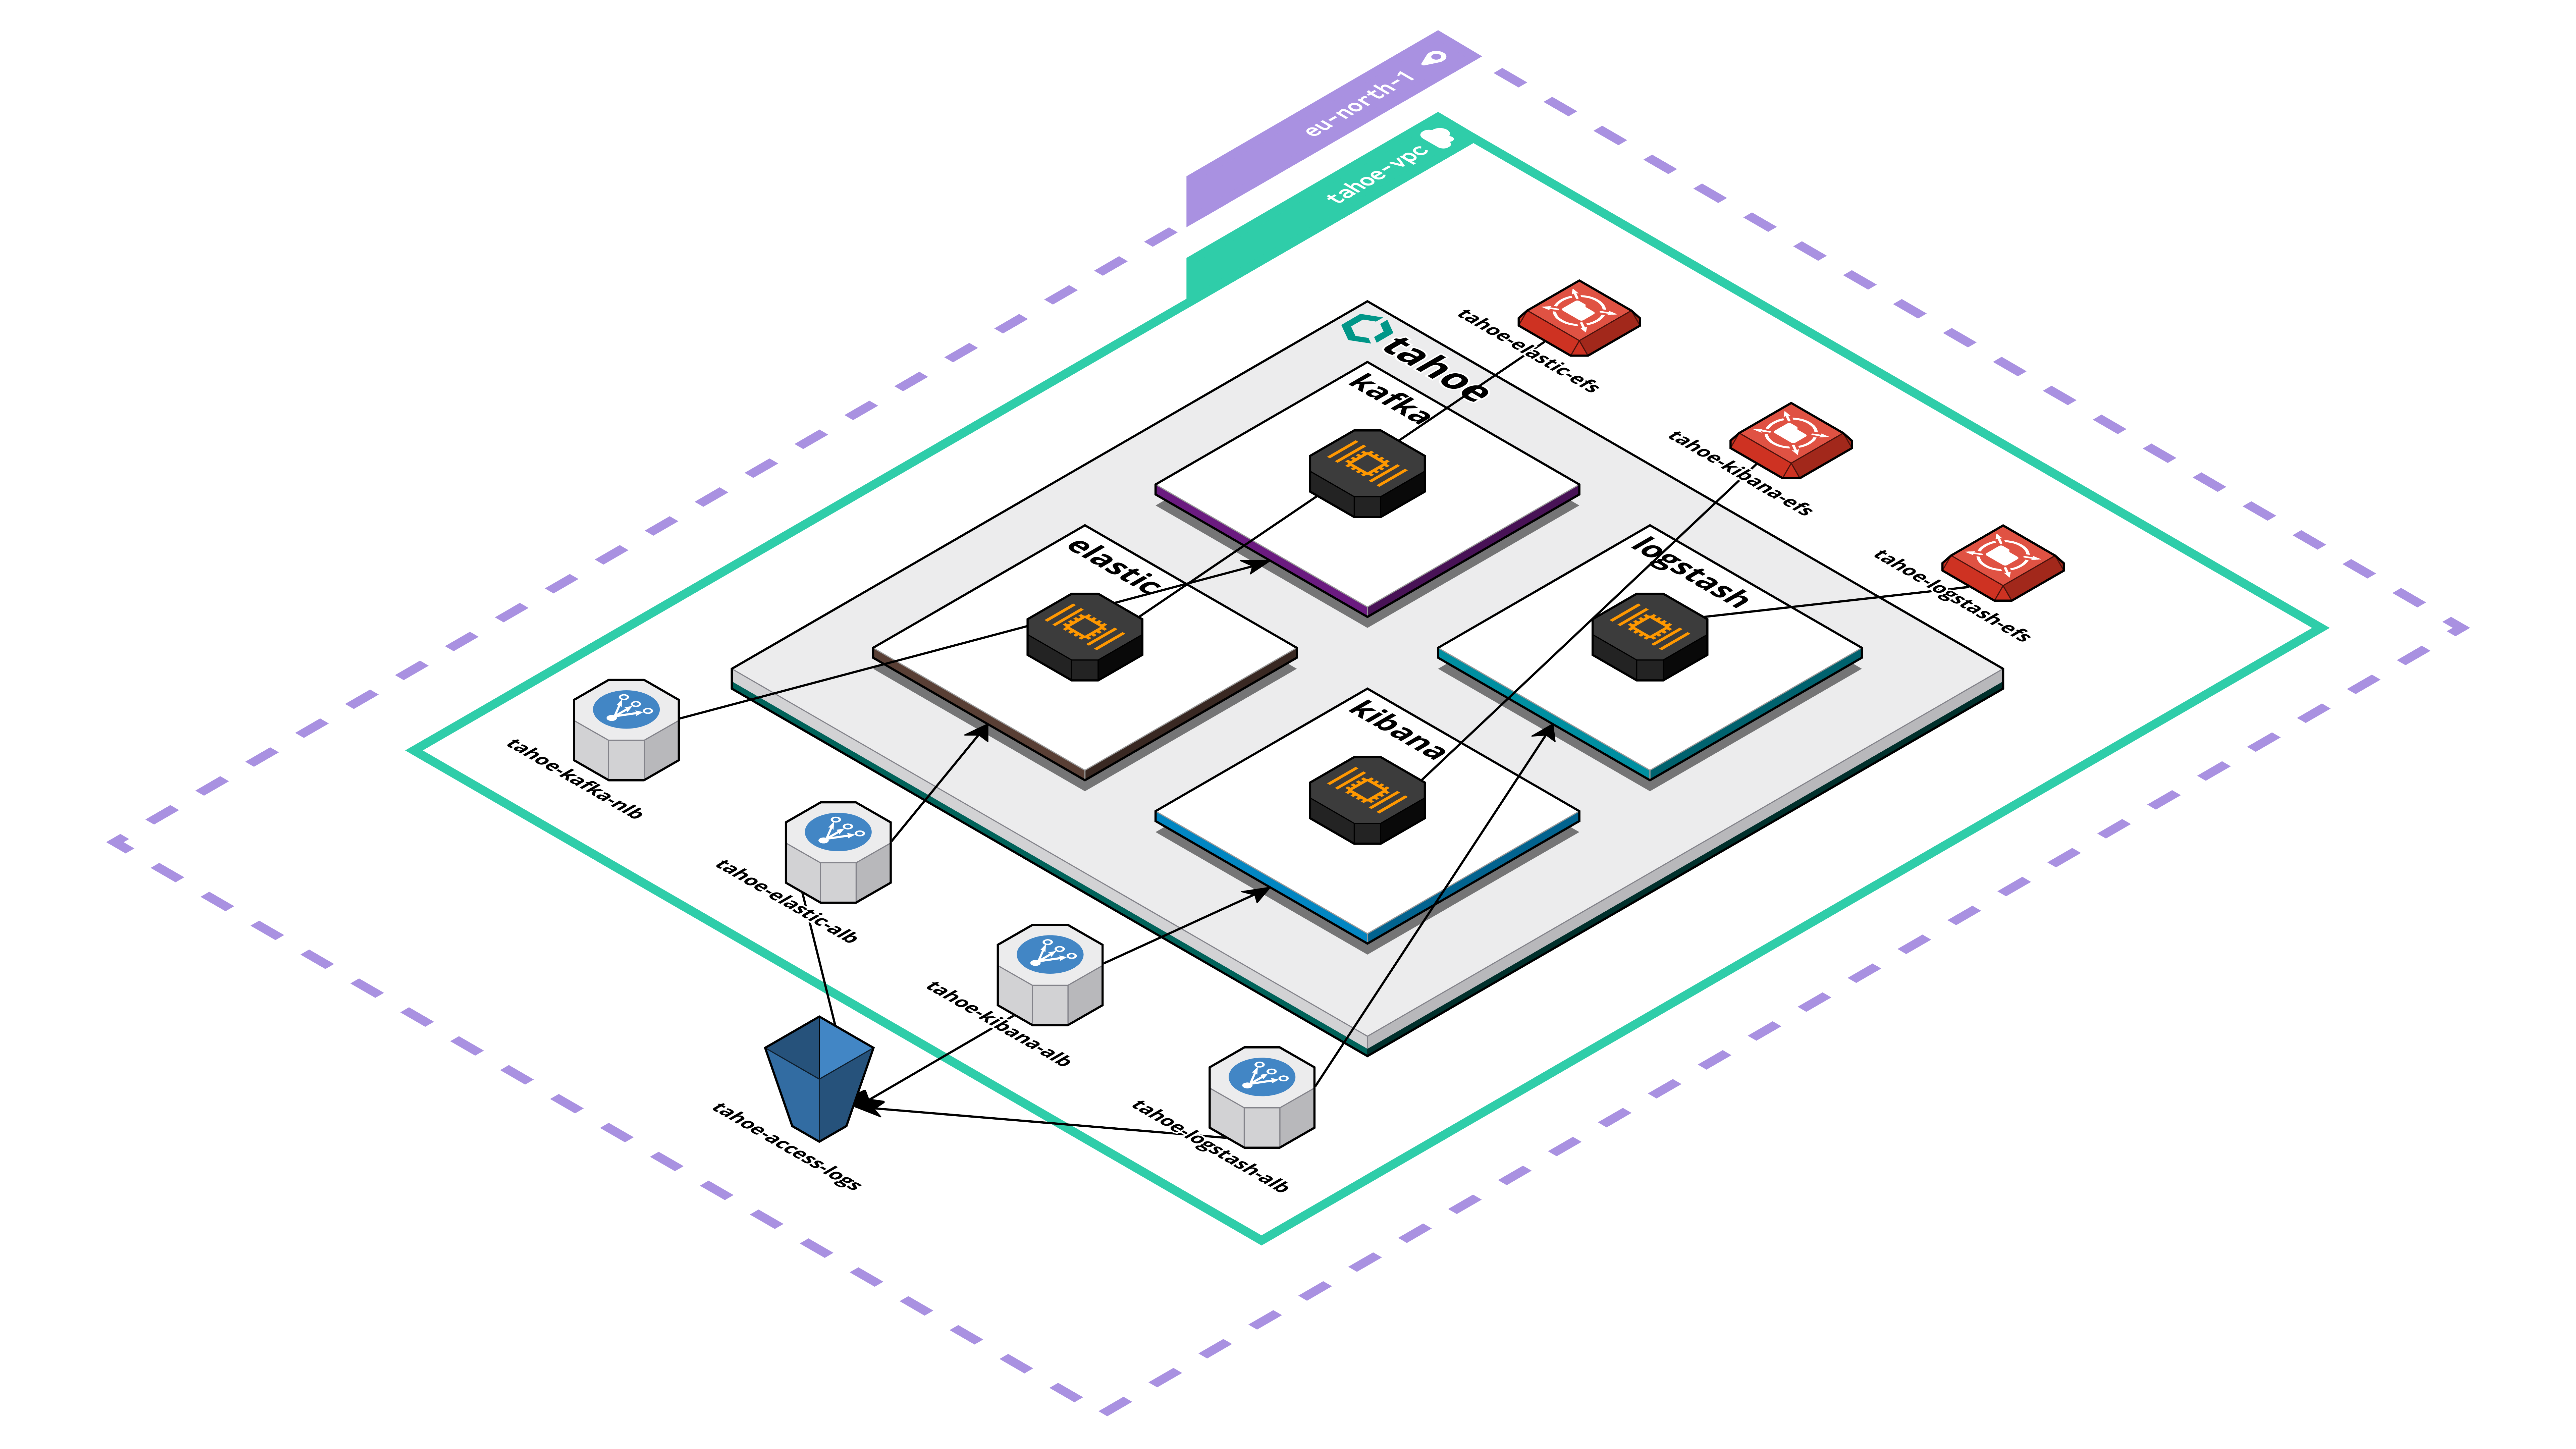 eu-north-1
tahoe-vpc
tahoe-elastic-efs
tahoe
kafka
tahoe-kibana-efs
elastic
logstash
tahoe-logstash-efs
kibana
tahoe-kafka-nlb
tahoe-elastic-alb
tahoe-kibana-alb
tahoe-access-logs
tahoe-logstash-alb